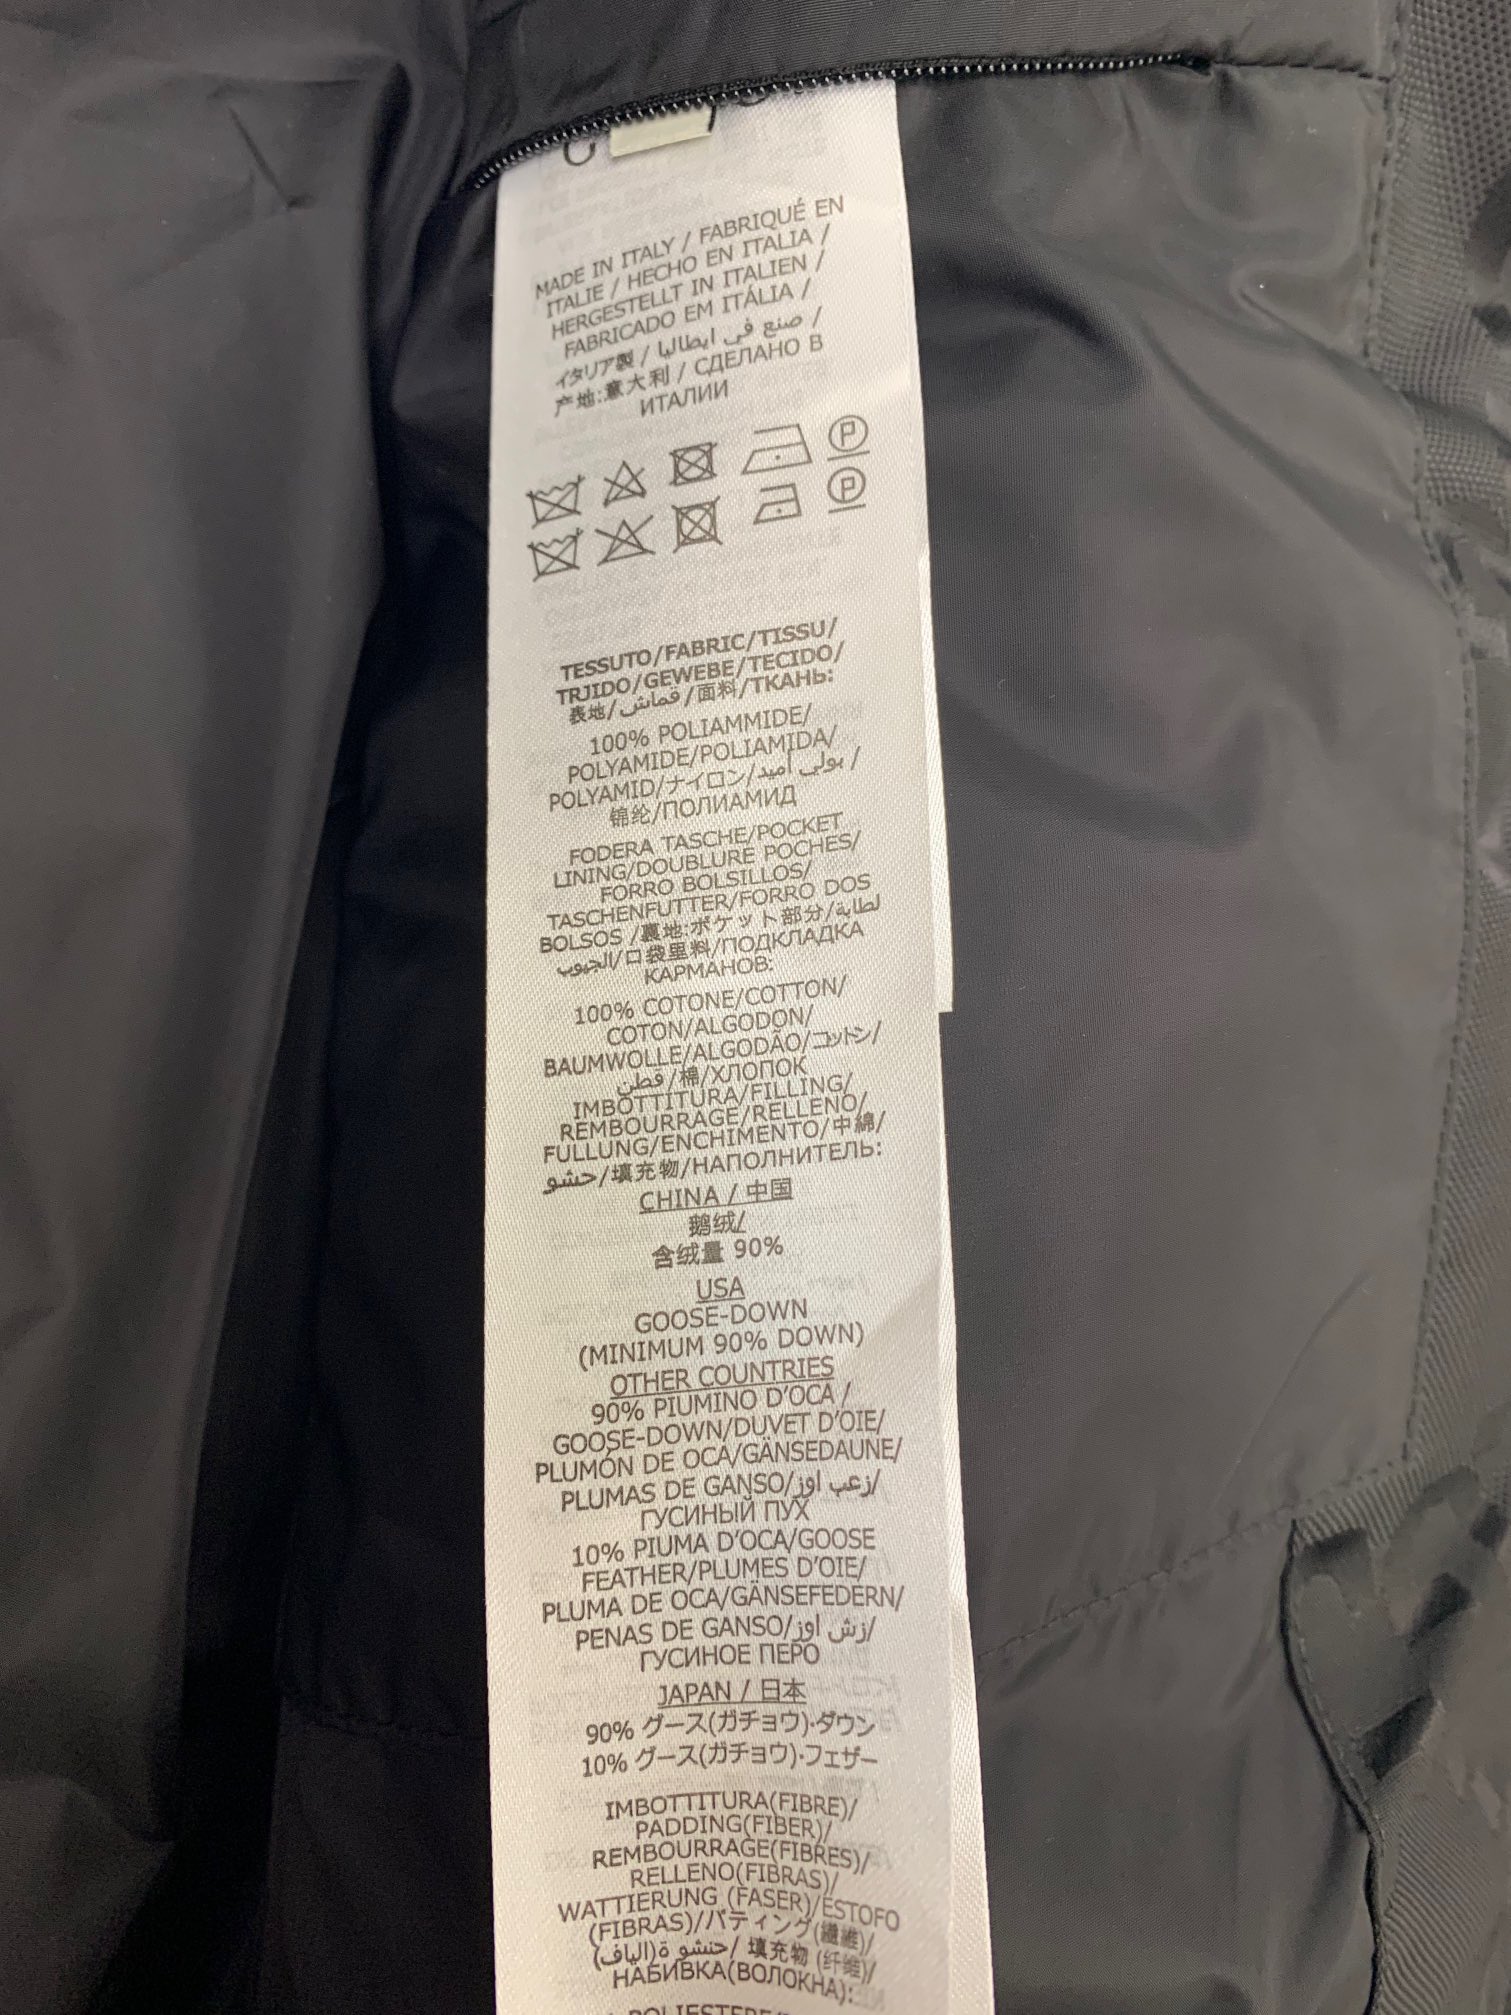 MADE IN ITALY / FABRIQUÉ EN
ITALIE / HECHO EN ITALIA /
HERGESTELLT IN ITALIEN /
FABRICADO EM ITÁLIA /
صنع في ايطاليا /
イタリア製 / 产地:意大利 / СДЕЛАНО В
ИТАЛИИ
P
P
TESSUTO/FABRIC/TISSU/
TRJIDO/GEWEBE/TECIDO/
表地/قماش/面料/ТКАНЬ:
100% POLIAMMIDE/
POLYAMIDE/POLIAMIDA/
POLYAMID/ナイロン/بولي أميد/
锦纶/ПОЛИАМИД
FODERA TASCHE/POCKET
LINING/DOUBLURE POCHES/
FORRO BOLSILLOS/
TASCHENFUTTER/FORRO DOS
BOLSOS /裏地:ポケット部分/لطابة
الجيوب/口袋里料/ПОДКЛАДКА
КАРМАНОВ:
100% COTONE/COTTON/
COTON/ALGODON/
BAUMWOLLE/ALGODÃO/コットン/
قطن/棉/ХЛОПОК
IMBOTTITURA/FILLING/
REMBOURRAGE/RELLENO/
FULLUNG/ENCHIMENTO/中綿/
حشو/填充物/НАПОЛНИТЕЛЬ:
CHINA / 中国
鹅绒/
含绒量 90%
USA
GOOSE-DOWN
(MINIMUM 90% DOWN)
OTHER COUNTRIES
90% PIUMINO D'OCA /
GOOSE-DOWN/DUVET D'OIE/
PLUMÓN DE OCA/GÄNSEDAUNE/
PLUMAS DE GANSO/زغب اوز/
ГУСИНЫЙ ПУХ
10% PIUMA D'OCA/GOOSE
FEATHER/PLUMES D'OIE/
PLUMA DE OCA/GÄNSEFEDERN/
PENAS DE GANSO/زش اوز/
ГУСИНОЕ ПЕРО
JAPAN / 日本
90% グース(ガチョウ)・ダウン
10% グース(ガチョウ)・フェザー
IMBOTTITURA(FIBRE)/
PADDING(FIBER)/
REMBOURRAGE(FIBRES)/
RELLENO(FIBRAS)/
WATTIERUNG (FASER)/ESTOFO
(FIBRAS)/パティング(繊維)/
حنشو ة(الياف)/ 填充物 (纤维)/
НАБИВКА(ВОЛОКНА):